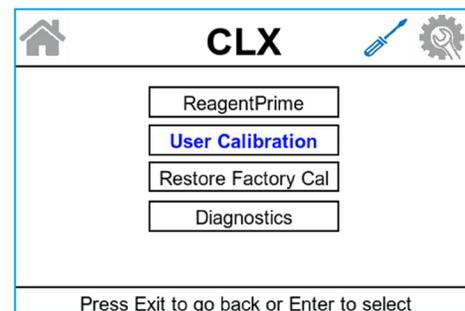 CLX
ReagentPrime
User Calibration
Restore Factory Cal
Diagnostics
Press Exit to go back or Enter to select